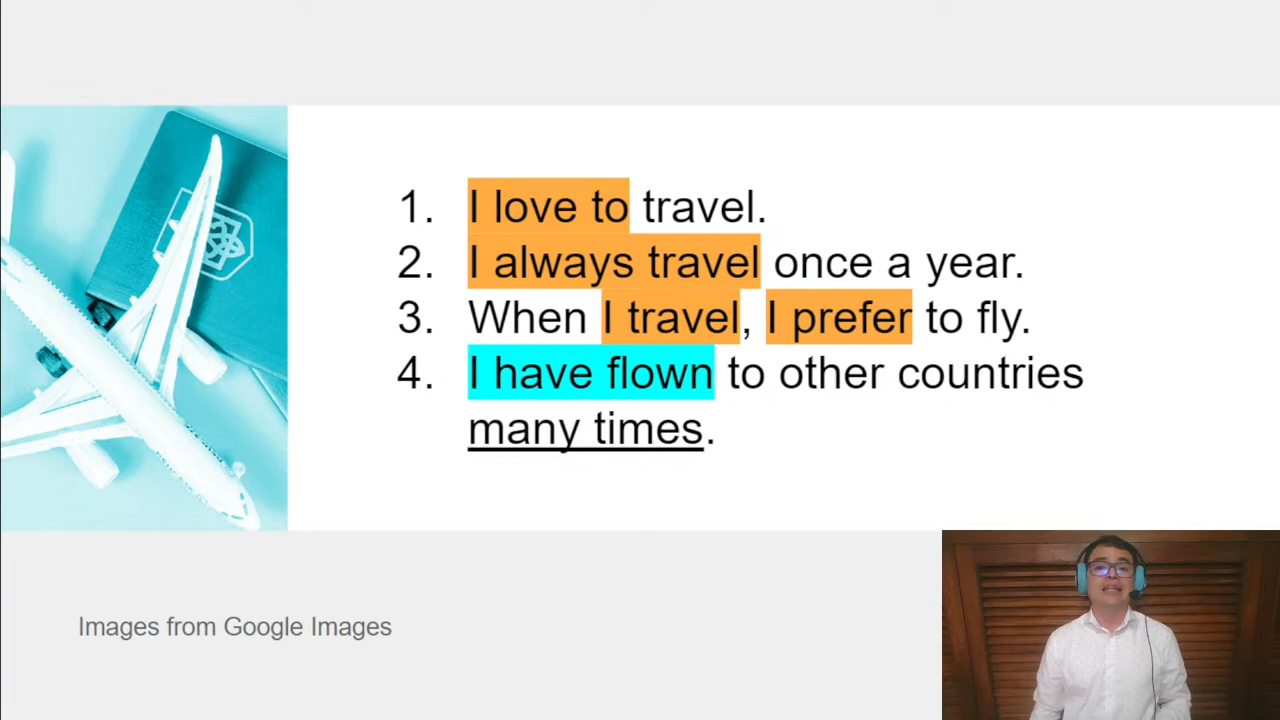 1. I love to travel.
2. I always travel once a year.
3. When I travel, I prefer to fly.
4. I have flown to other countries
many times.
Images from Google Images